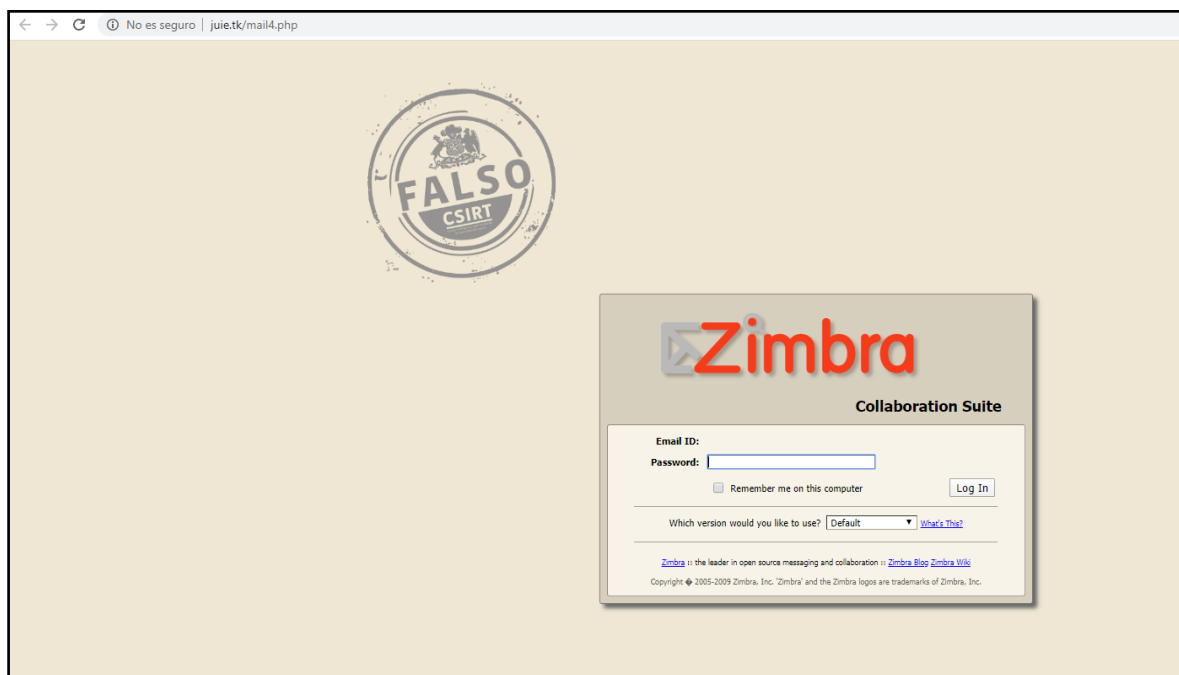 No es seguro | juie.tk/mail4.php
FALSO
CSIRT
Zimbra
Collaboration Suite
Email ID:
Password:
Remember me on this computer
Log In
Which version would you like to use? Default What's This?
Zimbra :: the leader in open source messaging and collaboration :: Zimbra Blog Zimbra Wiki
Copyright � 2005-2009 Zimbra, Inc. 'Zimbra' and the Zimbra logos are trademarks of Zimbra, Inc.